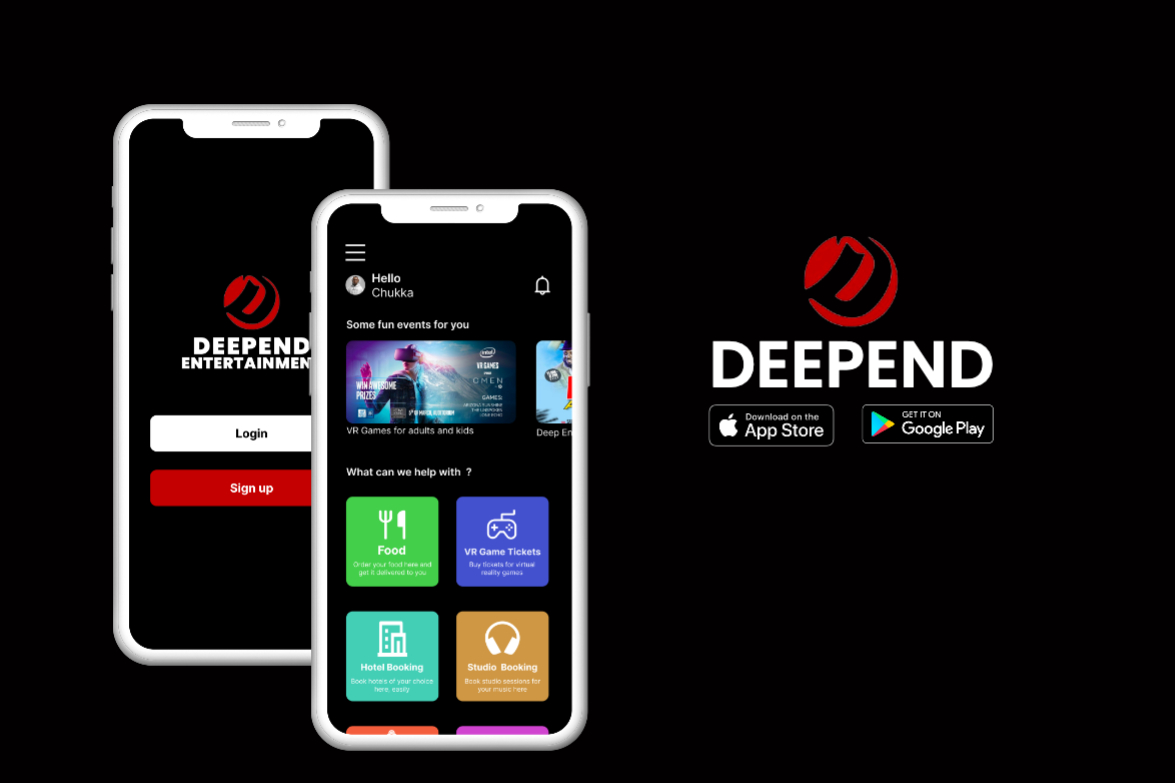 DEEPEND
ENTERTAINMEN
Login
Sign up
Hello
Chukka
Some fun events for you
WIN AWESOME
PRIZES
intel
VR GAMES
OMEN
GAMES:
VR Games for adults and kids
Deep En
What can we help with ?
Food
Order your food here and
get it delivered to you
VR Game Tickets
Buy tickets for virtual
reality games
Hotel Booking
Book hotels of your choice
here, easily
Studio Booking
Book studio sessions for
your music here
DEEPEND
Download on the
App Store
GET IT ON
Google Play